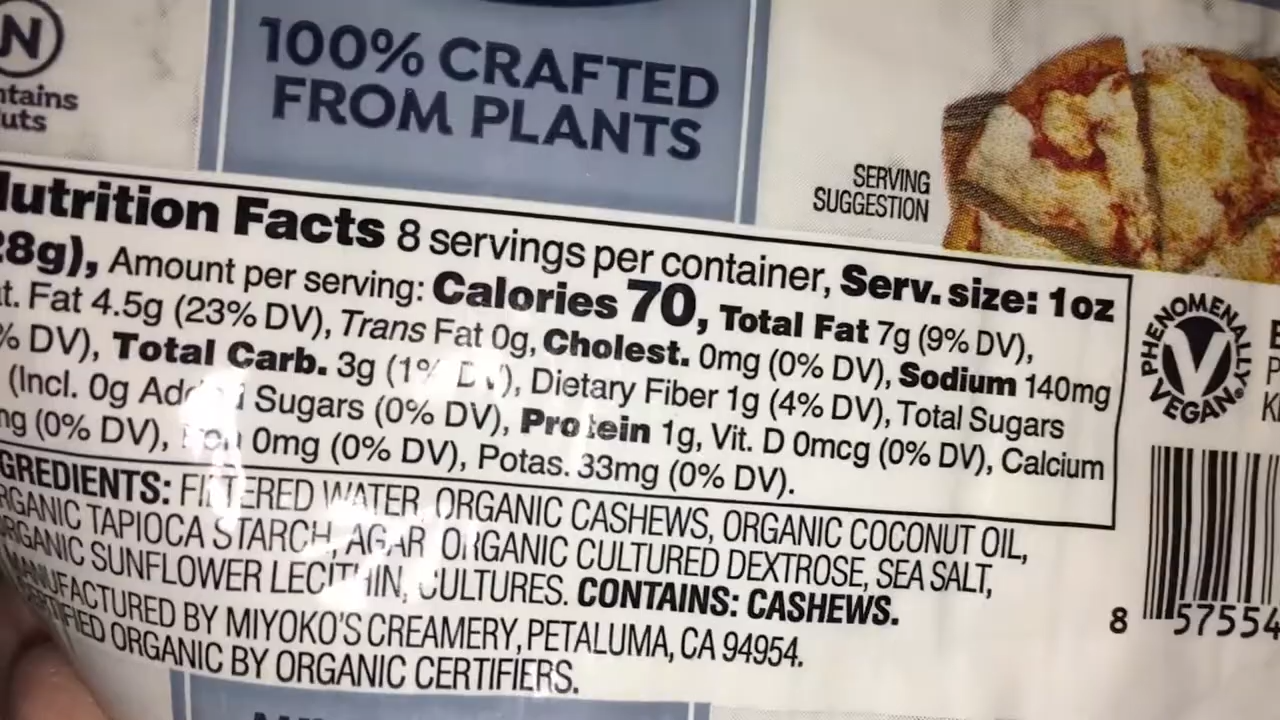 N
ntains
uts
100% CRAFTED
FROM PLANTS
SERVING
SUGGESTION
Nutrition Facts 8 servings per container, Serv. size: 1oz
28g), Amount per serving: Calories 70, Total Fat 7g (9% DV),
t. Fat 4.5g (23% DV), Trans Fat 0g, Cholest. 0mg (0% DV), Sodium 140mg
% DV), Total Carb. 3g (1% DV), Dietary Fiber 1g (4% DV), Total Sugars
(Incl. 0g Added Sugars (0% DV), Protein 1g, Vit. D 0mcg (0% DV), Calcium
mg (0% DV), Iron 0mg (0% DV), Potas. 33mg (0% DV).
GREDIENTS: FILTERED WATER, ORGANIC CASHEWS, ORGANIC COCONUT OIL,
RGANIC TAPIOCA STARCH, AGAR, ORGANIC CULTURED DEXTROSE, SEA SALT,
RGANIC SUNFLOWER LECITHIN, CULTURES. CONTAINS: CASHEWS.
MANUFACTURED BY MIYOKO'S CREAMERY, PETALUMA, CA 94954.
CERTIFIED ORGANIC BY ORGANIC CERTIFIERS.
PHENOMENALLY
V
VEGAN
8 57554